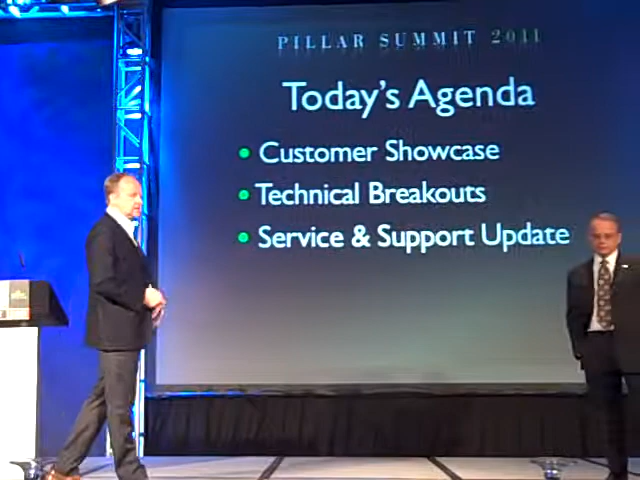 PILLAR SUMMIT 2011
Today's Agenda
• Customer Showcase
• Technical Breakouts
• Service & Support Update